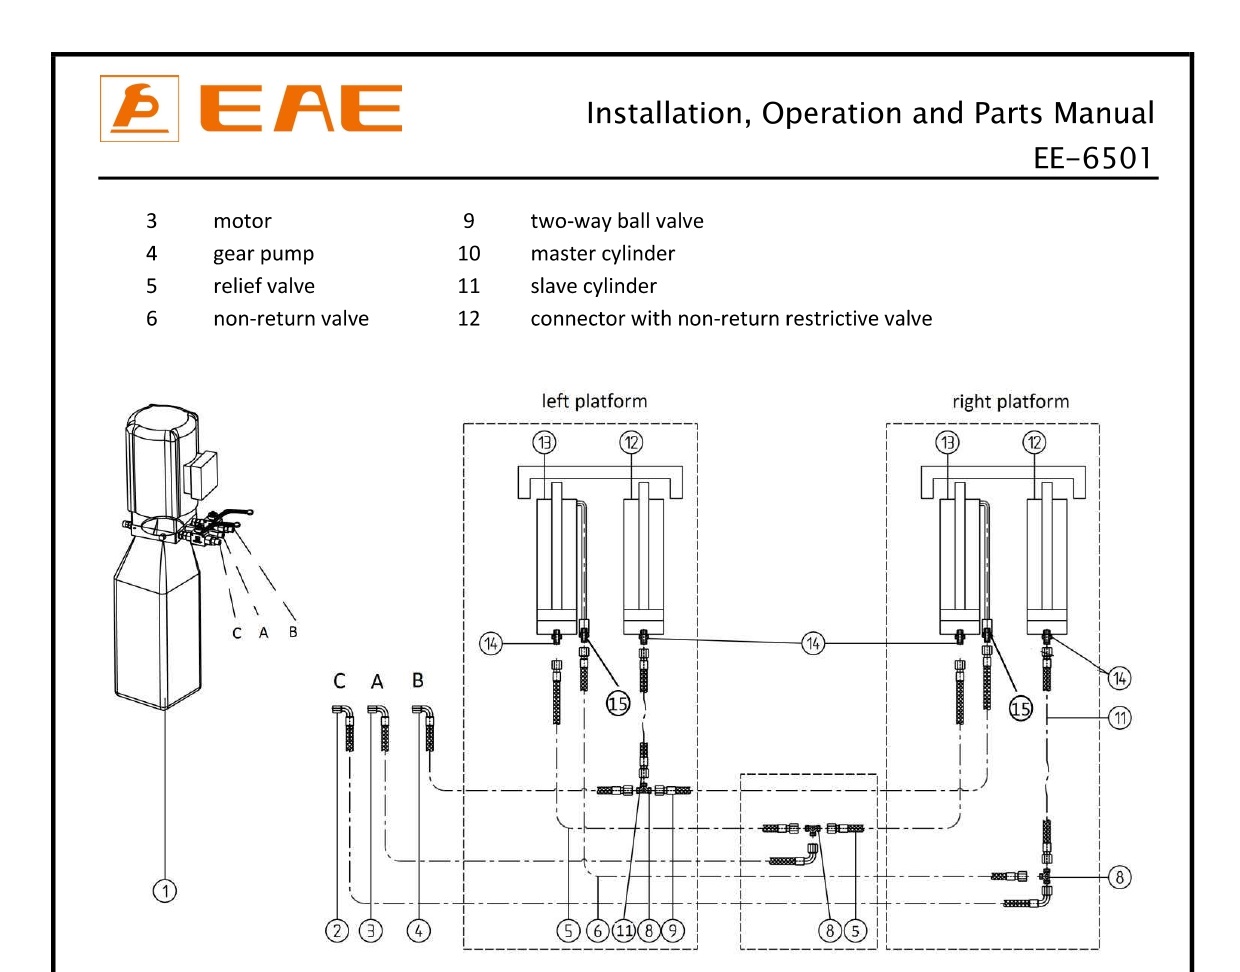 EAE
Installation, Operation and Parts Manual
EE-6501
3 motor 9 two-way ball valve
4 gear pump 10 master cylinder
5 relief valve 11 slave cylinder
6 non-return valve 12 connector with non-return restrictive valve
left platform right platform
13 12 13 12
C A B
14 14
14
C A B
15 15
11
8
1
2 3 4 5 6 11 8 9 8 5